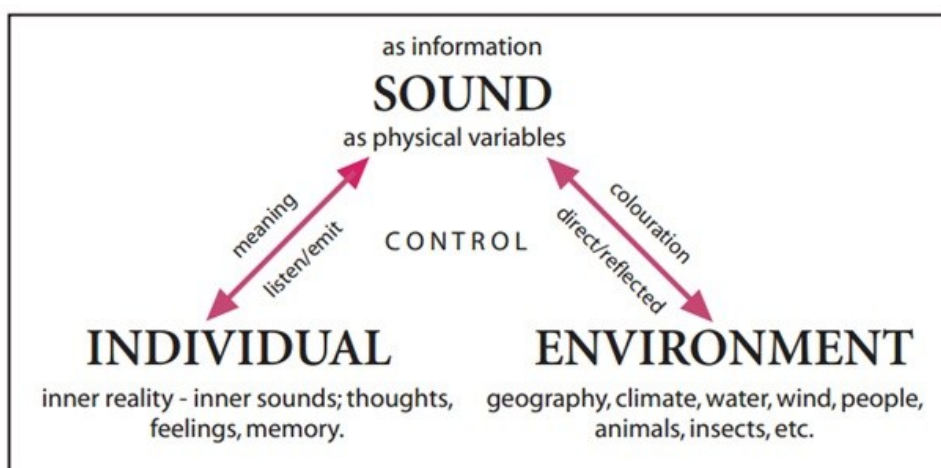 as information
SOUND
as physical variables
meaning
listen/emit
CONTROL
colouration
direct/reflected
INDIVIDUAL
inner reality - inner sounds; thoughts,
feelings, memory.
ENVIRONMENT
geography, climate, water, wind, people,
animals, insects, etc.